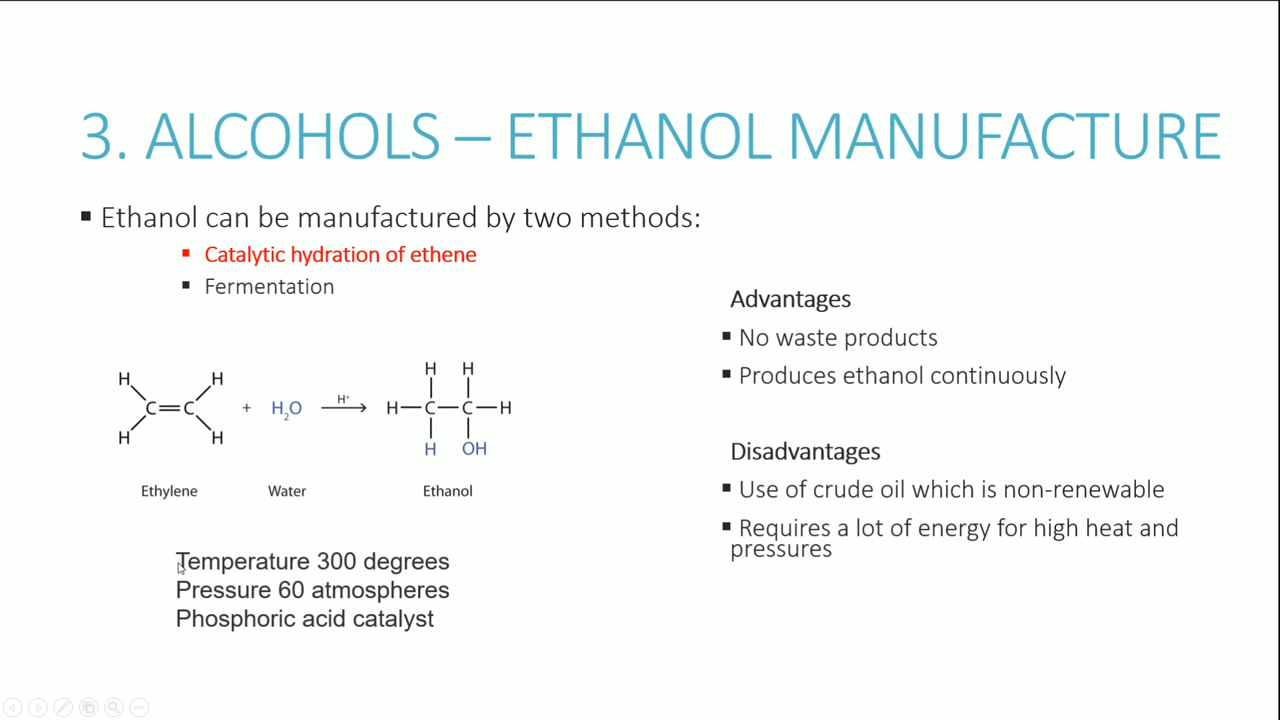 3. ALCOHOLS – ETHANOL MANUFACTURE
▪ Ethanol can be manufactured by two methods:
▪ Catalytic hydration of ethene
▪ Fermentation
H H H H
C=C + H₂O H⁺ H–C–C–H
H H H OH
Ethylene Water Ethanol
Temperature 300 degrees
Pressure 60 atmospheres
Phosphoric acid catalyst
Advantages
▪ No waste products
▪ Produces ethanol continuously
Disadvantages
▪ Use of crude oil which is non-renewable
▪ Requires a lot of energy for high heat and
pressures